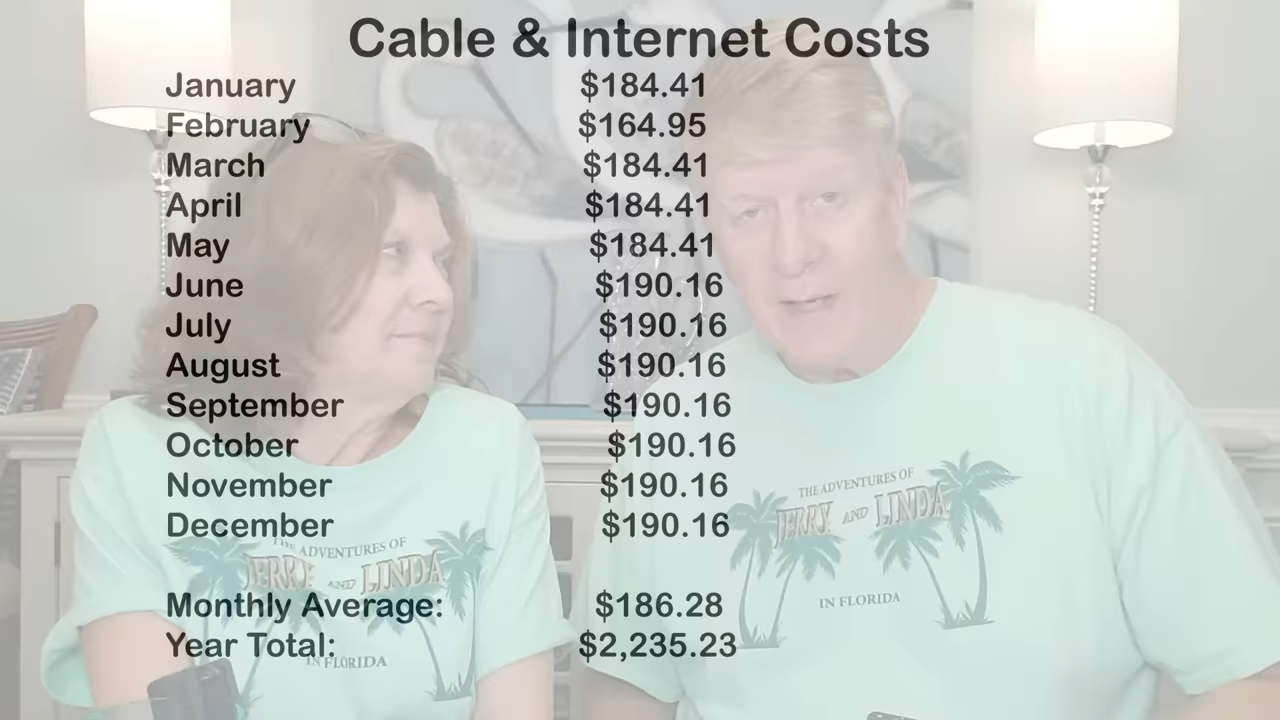 Cable & Internet Costs
January $184.41
February $164.95
March $184.41
April $184.41
May $184.41
June $190.16
July $190.16
August $190.16
September $190.16
October $190.16
November $190.16
December $190.16
Monthly Average: $186.28
Year Total: $2,235.23
THE ADVENTURES OF
JERRY AND LINDA
IN FLORIDA
THE ADVENTURES OF
JERRY AND LINDA
IN FLORIDA